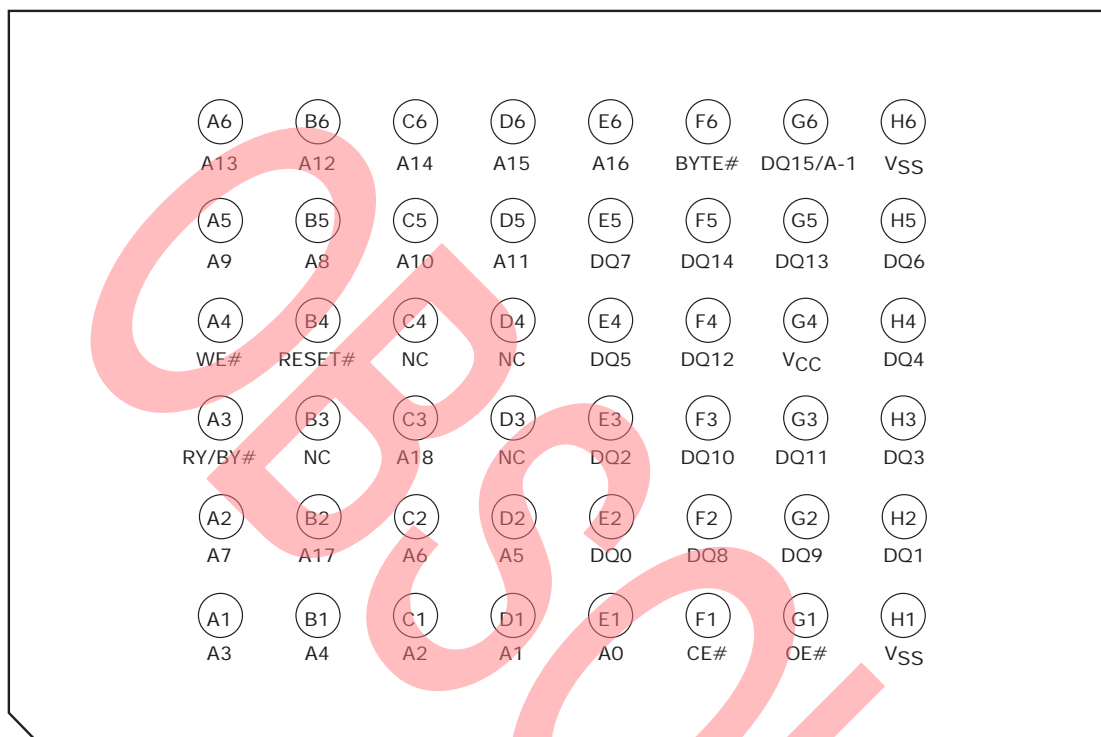 A6 B6 C6 D6 E6 F6 G6 H6
A13 A12 A14 A15 A16 BYTE# DQ15/A-1 VSS
A5 B5 C5 D5 E5 F5 G5 H5
A9 A8 A10 A11 DQ7 DQ14 DQ13 DQ6
A4 B4 C4 D4 E4 F4 G4 H4
WE# RESET# NC NC DQ5 DQ12 VCC DQ4
A3 B3 C3 D3 E3 F3 G3 H3
RY/BY# NC A18 NC DQ2 DQ10 DQ11 DQ3
A2 B2 C2 D2 E2 F2 G2 H2
A7 A17 A6 A5 DQ0 DQ8 DQ9 DQ1
A1 B1 C1 D1 E1 F1 G1 H1
A3 A4 A2 A1 A0 CE# OE# VSS